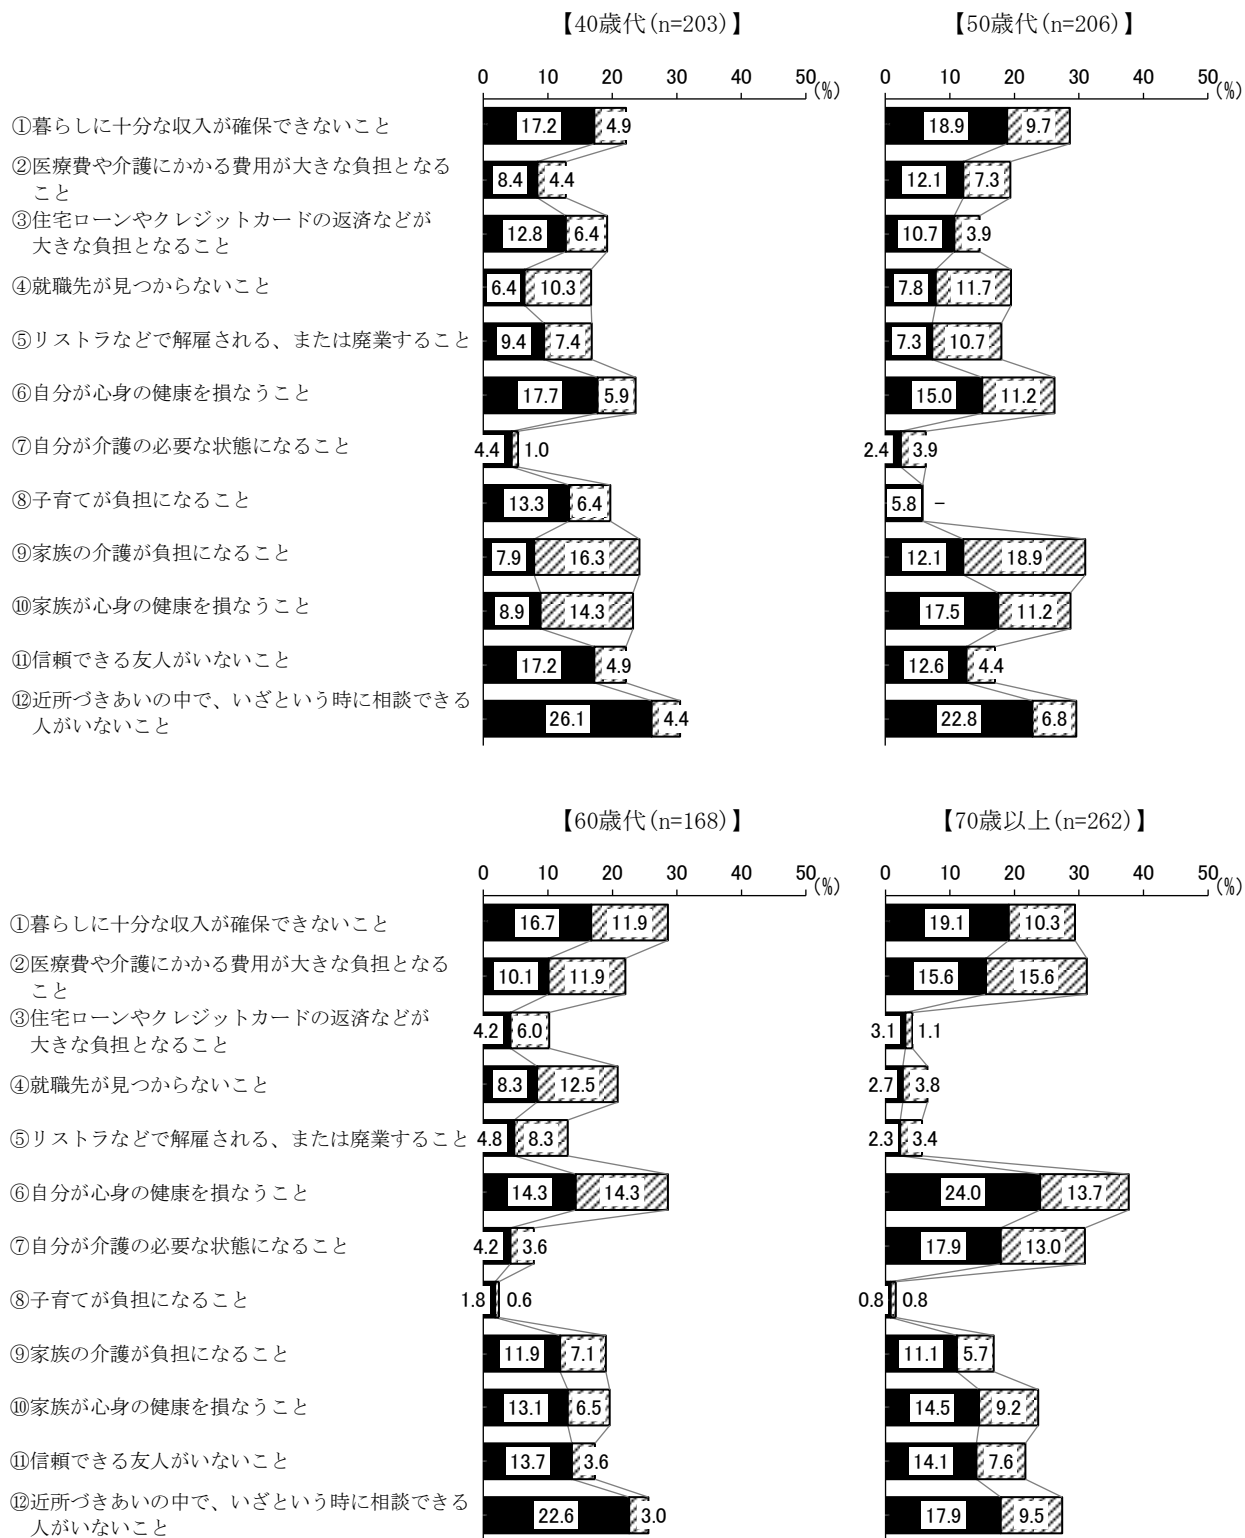 【40歳代(n=203)】 【50歳代(n=206)】
0 10 20 30 40 50 (%) 0 10 20 30 40 50 (%)
①暮らしに十分な収入が確保できないこと 17.2 4.9 18.9 9.7
②医療費や介護にかかる費用が大きな負担となる
こと 8.4 4.4 12.1 7.3
③住宅ローンやクレジットカードの返済などが
大きな負担となること 12.8 6.4 10.7 3.9
④就職先が見つからないこと 6.4 10.3 7.8 11.7
⑤リストラなどで解雇される、または廃業すること 9.4 7.4 7.3 10.7
⑥自分が心身の健康を損なうこと 17.7 5.9 15.0 11.2
⑦自分が介護の必要な状態になること 4.4 1.0 2.4 3.9
⑧子育てが負担になること 13.3 6.4 5.8 -
⑨家族の介護が負担になること 7.9 16.3 12.1 18.9
⑩家族が心身の健康を損なうこと 8.9 14.3 17.5 11.2
⑪信頼できる友人がいないこと 17.2 4.9 12.6 4.4
⑫近所づきあいの中で、いざという時に相談できる
人がいないこと 26.1 4.4 22.8 6.8
【60歳代(n=168)】 【70歳以上(n=262)】
0 10 20 30 40 50 (%) 0 10 20 30 40 50 (%)
①暮らしに十分な収入が確保できないこと 16.7 11.9 19.1 10.3
②医療費や介護にかかる費用が大きな負担となる
こと 10.1 11.9 15.6 15.6
③住宅ローンやクレジットカードの返済などが
大きな負担となること 4.2 6.0 3.1 1.1
④就職先が見つからないこと 8.3 12.5 2.7 3.8
⑤リストラなどで解雇される、または廃業すること 4.8 8.3 2.3 3.4
⑥自分が心身の健康を損なうこと 14.3 14.3 24.0 13.7
⑦自分が介護の必要な状態になること 4.2 3.6 17.9 13.0
⑧子育てが負担になること 1.8 0.6 0.8 0.8
⑨家族の介護が負担になること 11.9 7.1 11.1 5.7
⑩家族が心身の健康を損なうこと 13.1 6.5 14.5 9.2
⑪信頼できる友人がいないこと 13.7 3.6 14.1 7.6
⑫近所づきあいの中で、いざという時に相談できる
人がいないこと 22.6 3.0 17.9 9.5